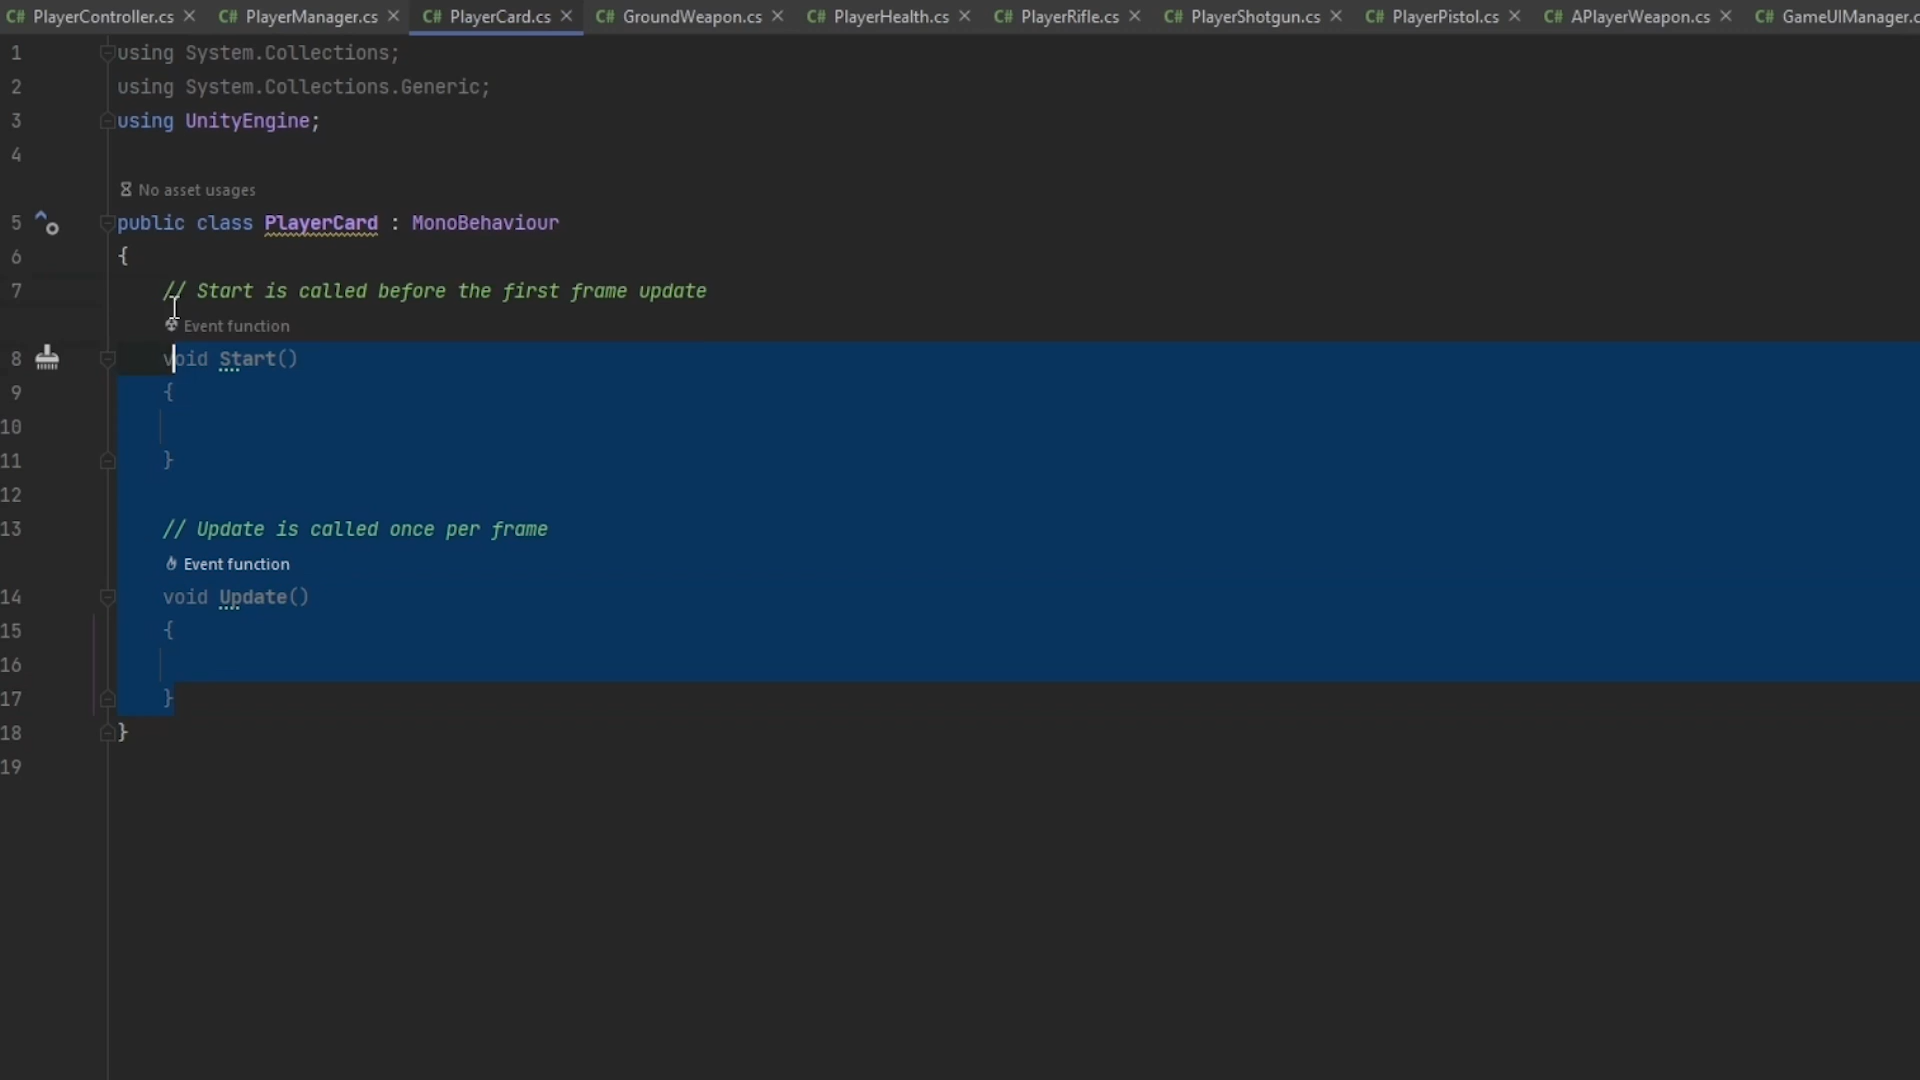 C# PlayerController.cs × C# PlayerManager.cs × C# PlayerCard.cs × C# GroundWeapon.cs × C# PlayerHealth.cs × C# PlayerRifle.cs × C# PlayerShotgun.cs × C# PlayerPistol.cs × C# APlayerWeapon.cs × C# GameUIManager.c
1 using System.Collections;
2 using System.Collections.Generic;
3 using UnityEngine;
4
No asset usages
5 public class PlayerCard : MonoBehaviour
6 {
7 // Start is called before the first frame update
Event function
8 void Start()
9 {
10
11 }
12
13 // Update is called once per frame
Event function
14 void Update()
15 {
16
17 }
18 }
19